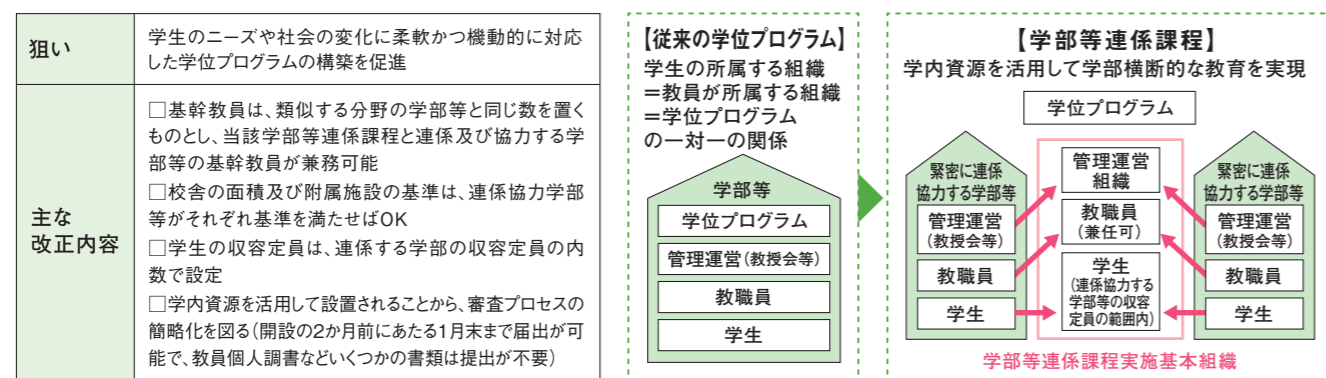 狙い
学生のニーズや社会の変化に柔軟かつ機動的に対応
した学位プログラムの構築を促進
主な
改正内容
□基幹教員は、類似する分野の学部等と同じ数を置く
ものとし、当該学部等連係課程と連係及び協力する学
部等の基幹教員が兼務可能
□校舎の面積及び附属施設の基準は、連係協力学部
等がそれぞれ基準を満たせばOK
□学生の収容定員は、連係する学部の収容定員の内
数で設定
□学内資源を活用して設置されることから、審査プロセスの
簡略化を図る（開設の2か月前にあたる1月末まで届出が可
能で、教員個人調書などいくつかの書類は提出が不要）
【従来の学位プログラム】
学生の所属する組織
＝教員が所属する組織
＝学位プログラム
の一対一の関係
学部等
学位プログラム
管理運営（教授会等）
教職員
学生
【学部等連係課程】
学内資源を活用して学部横断的な教育を実現
学位プログラム
緊密に連係
協力する学部等
管理運営
（教授会等）
教職員
学生
管理運営
組織
教職員
（兼任可）
学生
（連係協力する
学部等の収容
定員の範囲内）
緊密に連係
協力する学部等
管理運営
（教授会等）
教職員
学生
学部等連係課程実施基本組織